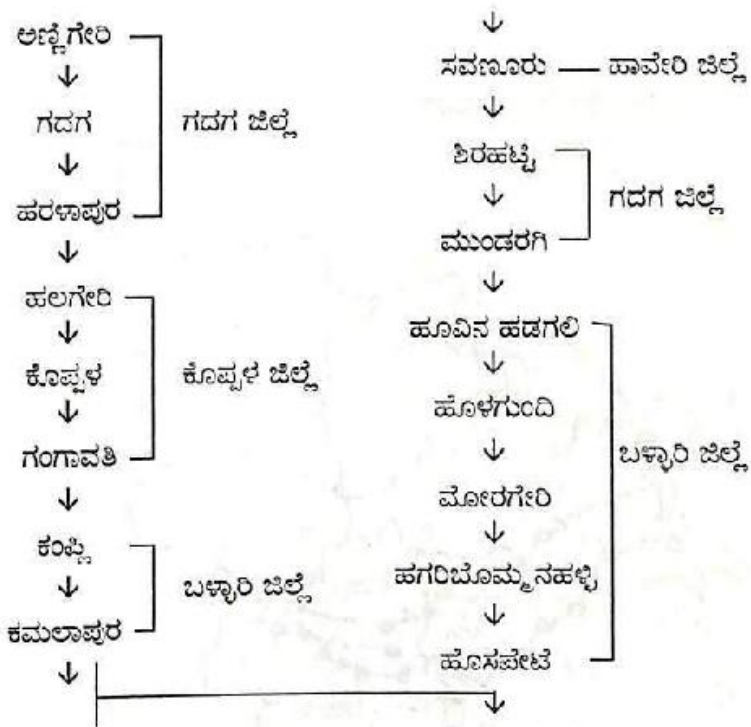 ಅಣ್ಣಿಗೇರಿ
↓
ಗದಗ
↓
ಹರಳಾಪುರ
ಗದಗ ಜಿಲ್ಲೆ
↓
ಹಲಗೇರಿ
↓
ಕೊಪ್ಪಳ
↓
ಗಂಗಾವತಿ
ಕೊಪ್ಪಳ ಜಿಲ್ಲೆ
↓
ಕಂಪ್ಲಿ
↓
ಕಮಲಾಪುರ
ಬಳ್ಳಾರಿ ಜಿಲ್ಲೆ
↓
↓
ಸವಣೂರು — ಹಾವೇರಿ ಜಿಲ್ಲೆ
↓
ಶಿರಹಟ್ಟಿ
↓
ಮುಂಡರಗಿ
ಗದಗ ಜಿಲ್ಲೆ
↓
ಹೂವಿನ ಹಡಗಲಿ
↓
ಹೊಳಗುಂದಿ
↓
ಮೋರಗೇರಿ
↓
ಹಗರಿಬೊಮ್ಮನಹಳ್ಳಿ
↓
ಹೊಸಪೇಟೆ
ಬಳ್ಳಾರಿ ಜಿಲ್ಲೆ
↓